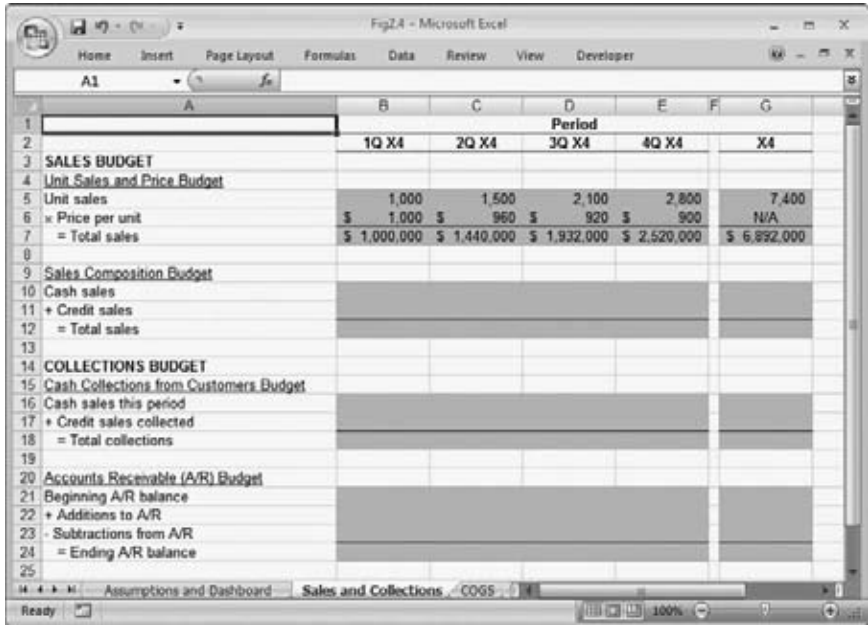 Fig2.4 - Microsoft Excel
Home Insert Page Layout Formulas Data Review View Developer
A1 fx
A B C D E F G
1 Period
2 1Q X4 2Q X4 3Q X4 4Q X4 X4
3 SALES BUDGET
4 Unit Sales and Price Budget
5 Unit sales 1,000 1,500 2,100 2,800 7,400
6 × Price per unit $ 1,000 $ 960 $ 920 $ 900 N/A
7 = Total sales $ 1,000,000 $ 1,440,000 $ 1,932,000 $ 2,520,000 $ 6,892,000
8
9 Sales Composition Budget
10 Cash sales
11 + Credit sales
12 = Total sales
13
14 COLLECTIONS BUDGET
15 Cash Collections from Customers Budget
16 Cash sales this period
17 + Credit sales collected
18 = Total collections
19
20 Accounts Receivable (A/R) Budget
21 Beginning A/R balance
22 + Additions to A/R
23 - Subtractions from A/R
24 = Ending A/R balance
25
Assumptions and Dashboard Sales and Collections COGS
Ready 100%